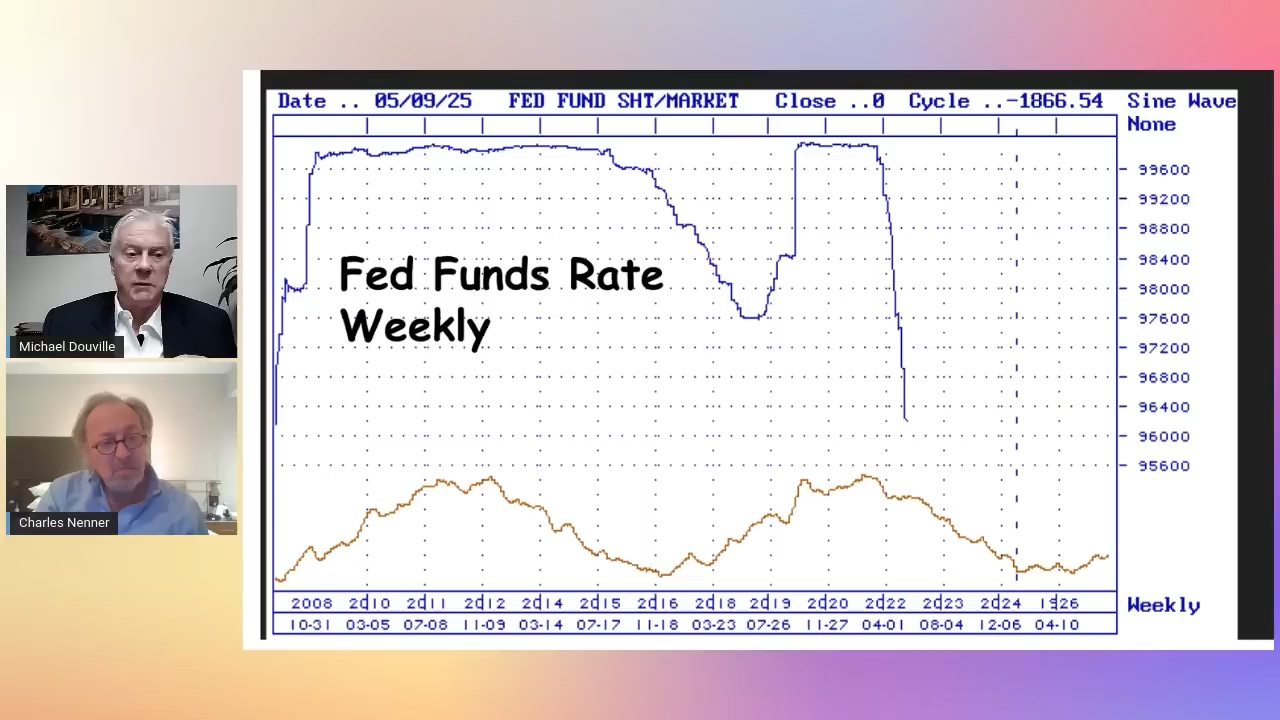 Date .. 05/09/25 FED FUND SHT/MARKET Close ..0 Cycle ..-1866.54 Sine Wave
None
99600
99200
98800
98400
98000
97600
97200
96800
96400
96000
95600
Fed Funds Rate
Weekly
Michael Douville
Charles Nenner
2008 2010 2011 2012 2014 2015 2016 2018 2019 2020 2022 2023 2024 1926
10-31 03-05 07-08 11-09 03-14 07-17 11-18 03-23 07-26 11-27 04-01 08-04 12-06 04-10
Weekly